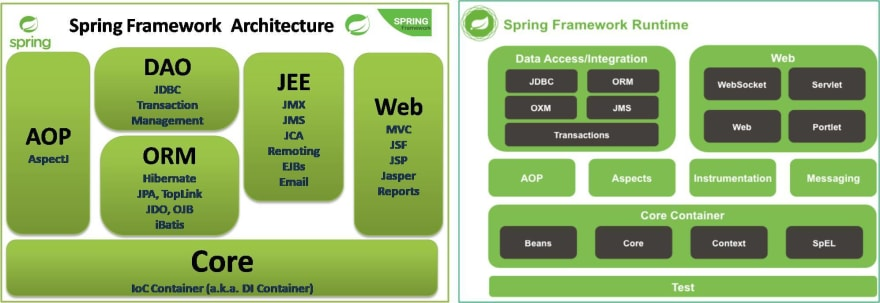 spring
Spring Framework Architecture
SPRING
Framework
AOP
AspectJ
DAO
JDBC
Transaction
Management
ORM
Hibernate
JPA, TopLink
JDO, OJB
iBatis
JEE
JMX
JMS
JCA
Remoting
EJBs
Email
Web
MVC
JSF
JSP
Jasper
Reports
Core
IoC Container (a.k.a. DI Container)
Spring Framework Runtime
Data Access/Integration
JDBC
ORM
OXM
JMS
Transactions
Web
WebSocket
Servlet
Web
Portlet
AOP
Aspects
Instrumentation
Messaging
Core Container
Beans
Core
Context
SpEL
Test